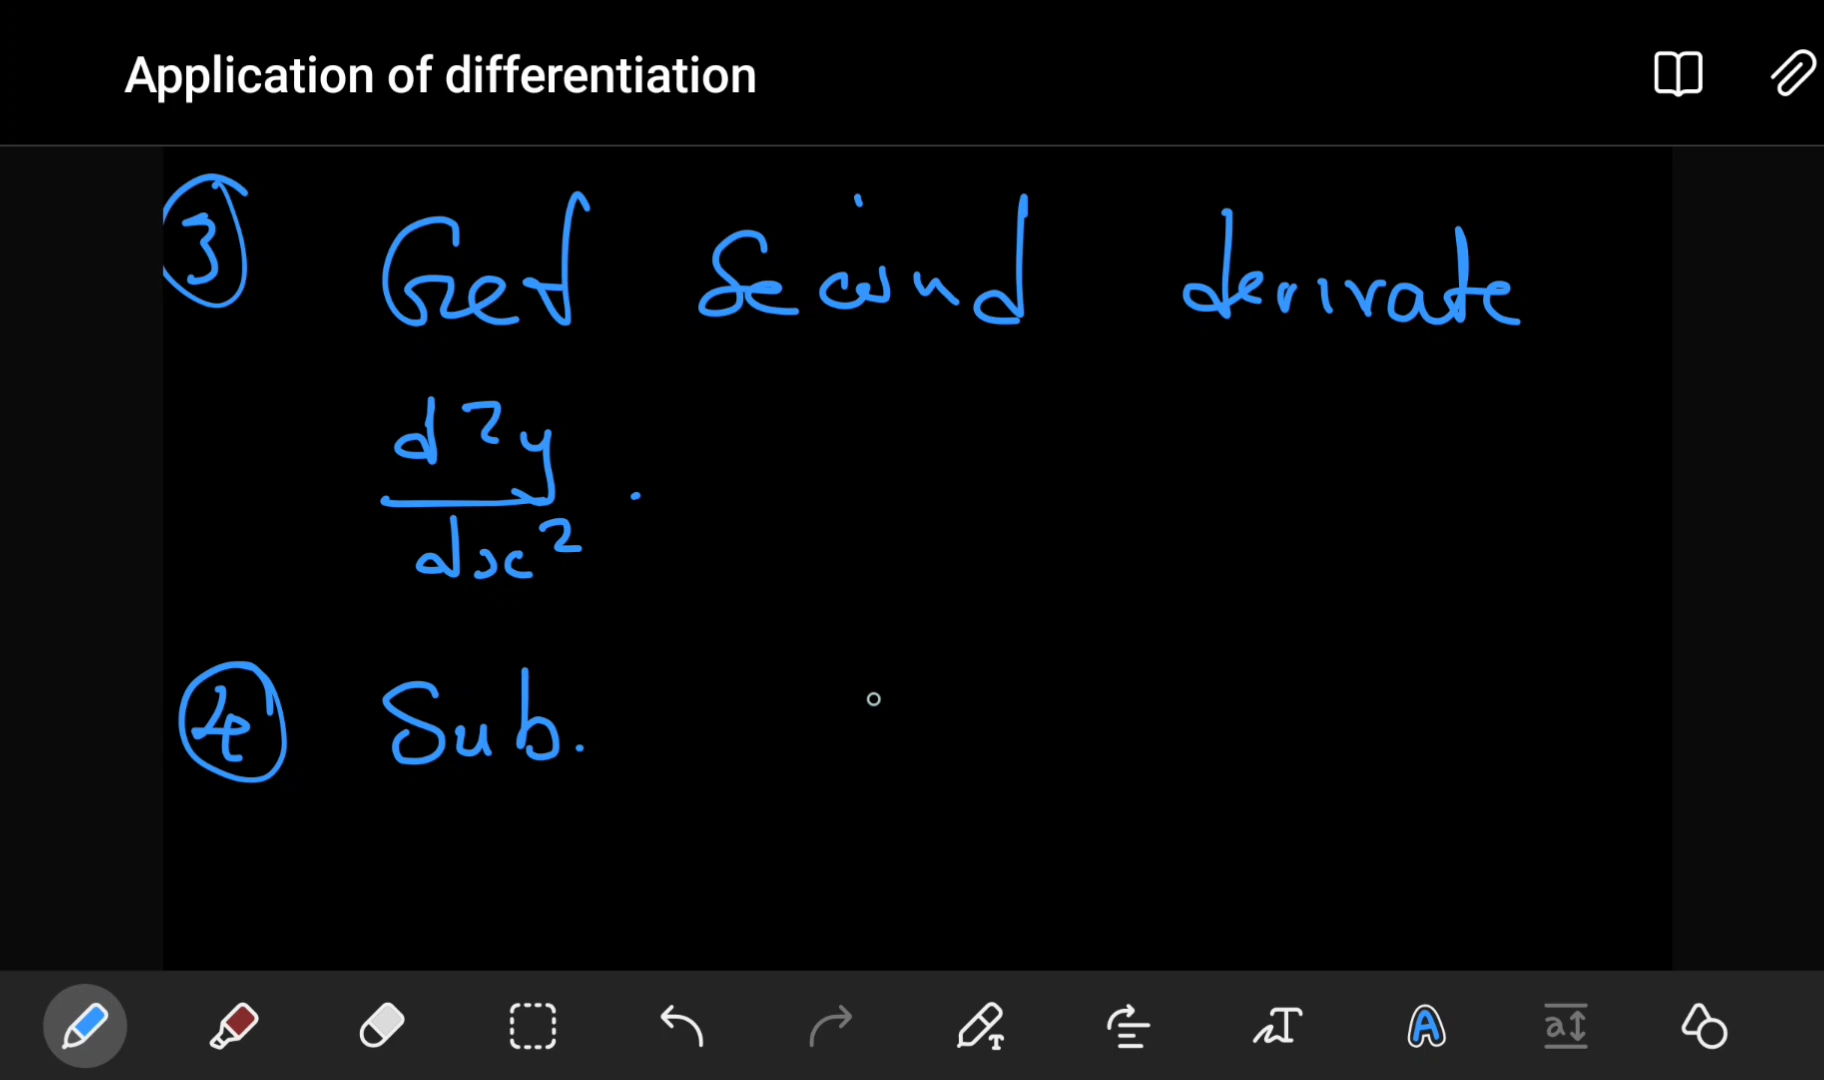 Application of differentiation
③ Get Second derivate
d²y
dx² .
④ Sub.